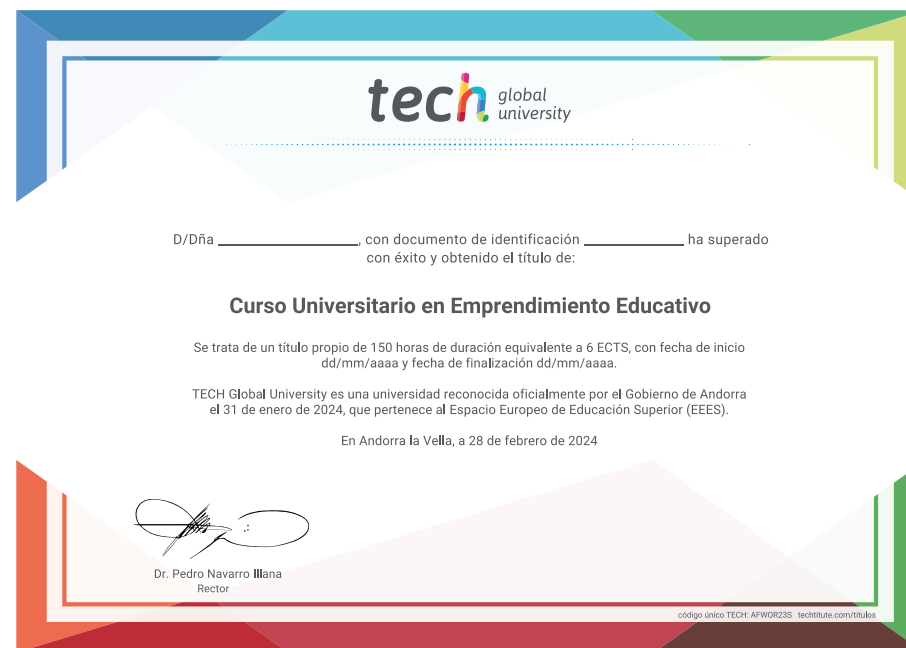 tech global university
D/Dña ____________________, con documento de identificación ______________ ha superado
con éxito y obtenido el título de:
Curso Universitario en Emprendimiento Educativo
Se trata de un título propio de 150 horas de duración equivalente a 6 ECTS, con fecha de inicio
dd/mm/aaaa y fecha de finalización dd/mm/aaaa.
TECH Global University es una universidad reconocida oficialmente por el Gobierno de Andorra
el 31 de enero de 2024, que pertenece al Espacio Europeo de Educación Superior (EEES).
En Andorra la Vella, a 28 de febrero de 2024
Dr. Pedro Navarro Illana
Rector
código único TECH: AFWOR23S techtitute.com/titulos